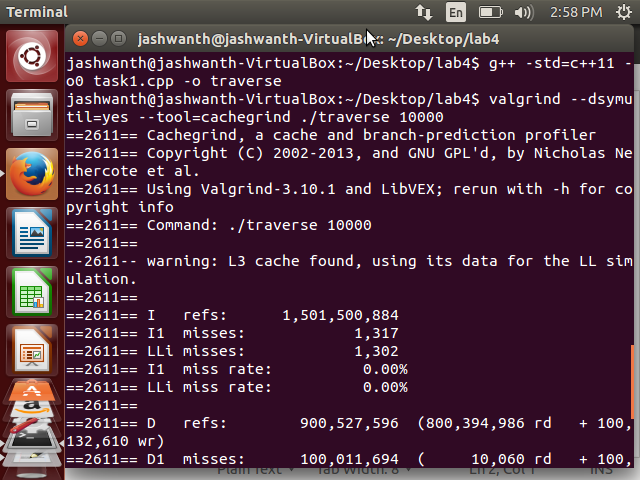 Terminal
En
2:58 PM
jashwanth@jashwanth-VirtualBox: ~/Desktop/lab4
jashwanth@jashwanth-VirtualBox:~/Desktop/lab4$ g++ -std=c++11 -
o0 task1.cpp -o traverse
jashwanth@jashwanth-VirtualBox:~/Desktop/lab4$ valgrind --dsymu
til=yes --tool=cachegrind ./traverse 10000
==2611== Cachegrind, a cache and branch-prediction profiler
==2611== Copyright (C) 2002-2013, and GNU GPL'd, by Nicholas Ne
thercote et al.
==2611== Using Valgrind-3.10.1 and LibVEX; rerun with -h for co
pyright info
==2611== Command: ./traverse 10000
==2611==
--2611-- warning: L3 cache found, using its data for the LL sim
ulation.
==2611==
==2611== I   refs:      1,501,500,884
==2611== I1  misses:            1,317
==2611== LLi misses:            1,302
==2611== I1  miss rate:          0.00%
==2611== LLi miss rate:          0.00%
==2611==
==2611== D   refs:        900,527,596  (800,394,986 rd   + 100,
132,610 wr)
==2611== D1  misses:      100,011,694  (     10,060 rd   + 100,
Plain Text Tab Width: 8 Ln 2, Col 1 INS